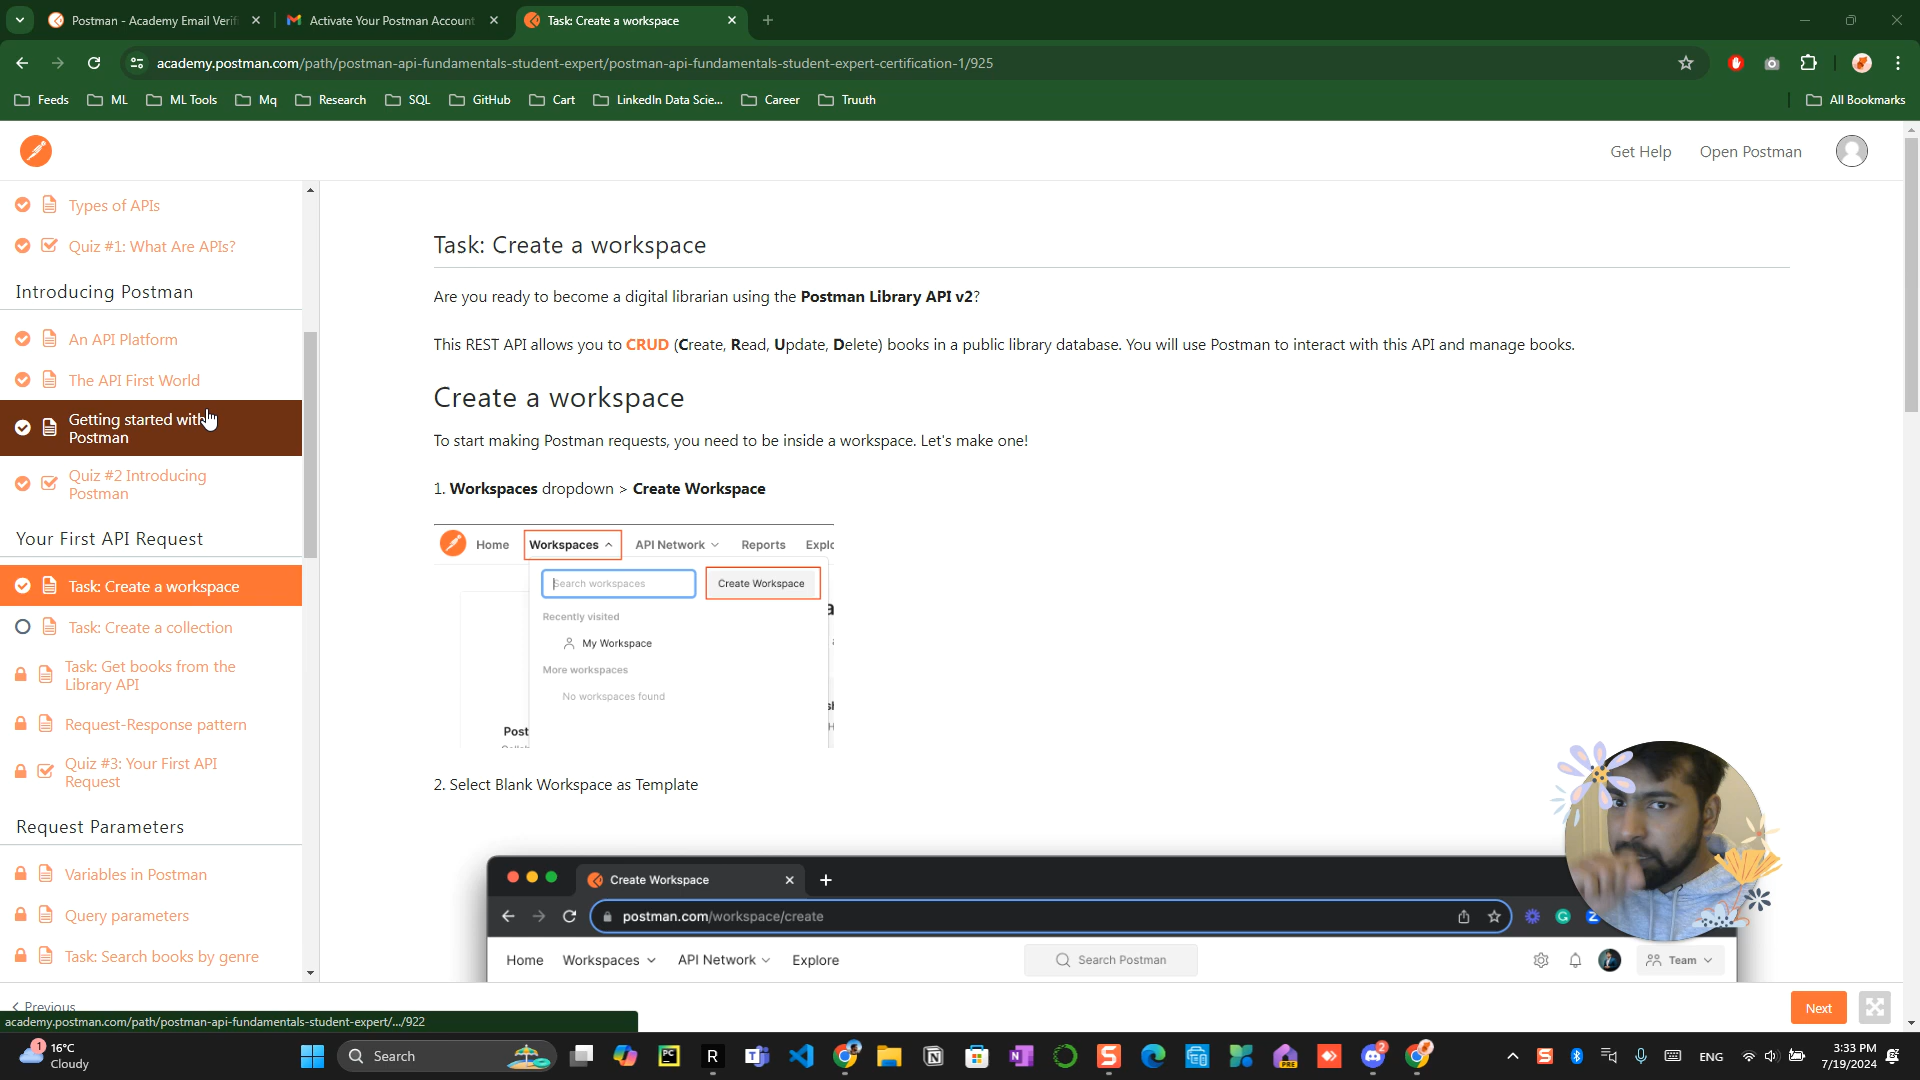 Postman - Academy Email Verifi
Activate Your Postman Account
Task: Create a workspace
academy.postman.com/path/postman-api-fundamentals-student-expert/postman-api-fundamentals-student-expert-certification-1/925
Feeds
ML
ML Tools
Mq
Research
SQL
GitHub
Cart
LinkedIn Data Scie...
Career
Truuth
All Bookmarks
Get Help
Open Postman
Types of APIs
Quiz #1: What Are APIs?
Introducing Postman
An API Platform
The API First World
Getting started with
Postman
Quiz #2 Introducing
Postman
Your First API Request
Task: Create a workspace
Task: Create a collection
Task: Get books from the
Library API
Request-Response pattern
Quiz #3: Your First API
Request
Request Parameters
Variables in Postman
Query parameters
Task: Search books by genre
Task: Create a workspace
Are you ready to become a digital librarian using the Postman Library API v2?
This REST API allows you to CRUD (Create, Read, Update, Delete) books in a public library database. You will use Postman to interact with this API and manage books.
Create a workspace
To start making Postman requests, you need to be inside a workspace. Let's make one!
1. Workspaces dropdown > Create Workspace
Home
Workspaces
API Network
Reports
Explo
Search workspaces
Create Workspace
Recently visited
My Workspace
More workspaces
No workspaces found
Post
2. Select Blank Workspace as Template
Create Workspace
postman.com/workspace/create
Home
Workspaces
API Network
Explore
Search Postman
Team
< Previous
Next
academy.postman.com/path/postman-api-fundamentals-student-expert/.../922
1
16°C
Cloudy
Search
PC
R
PRE
2
ENG
3:33 PM
7/19/2024